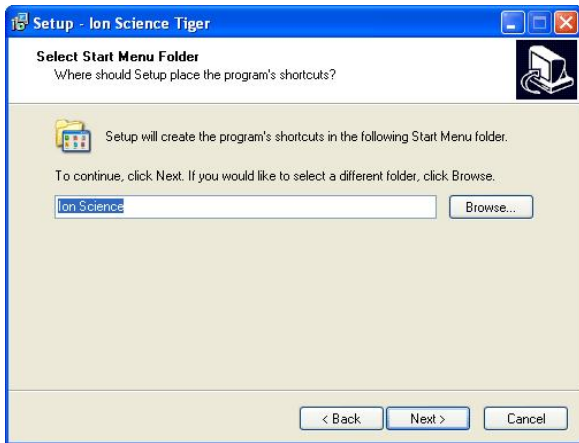 Setup - Ion Science Tiger
Select Start Menu Folder
Where should Setup place the program's shortcuts?
Setup will create the program's shortcuts in the following Start Menu folder.
To continue, click Next. If you would like to select a different folder, click Browse.
Ion Science
Browse...
< Back
Next >
Cancel